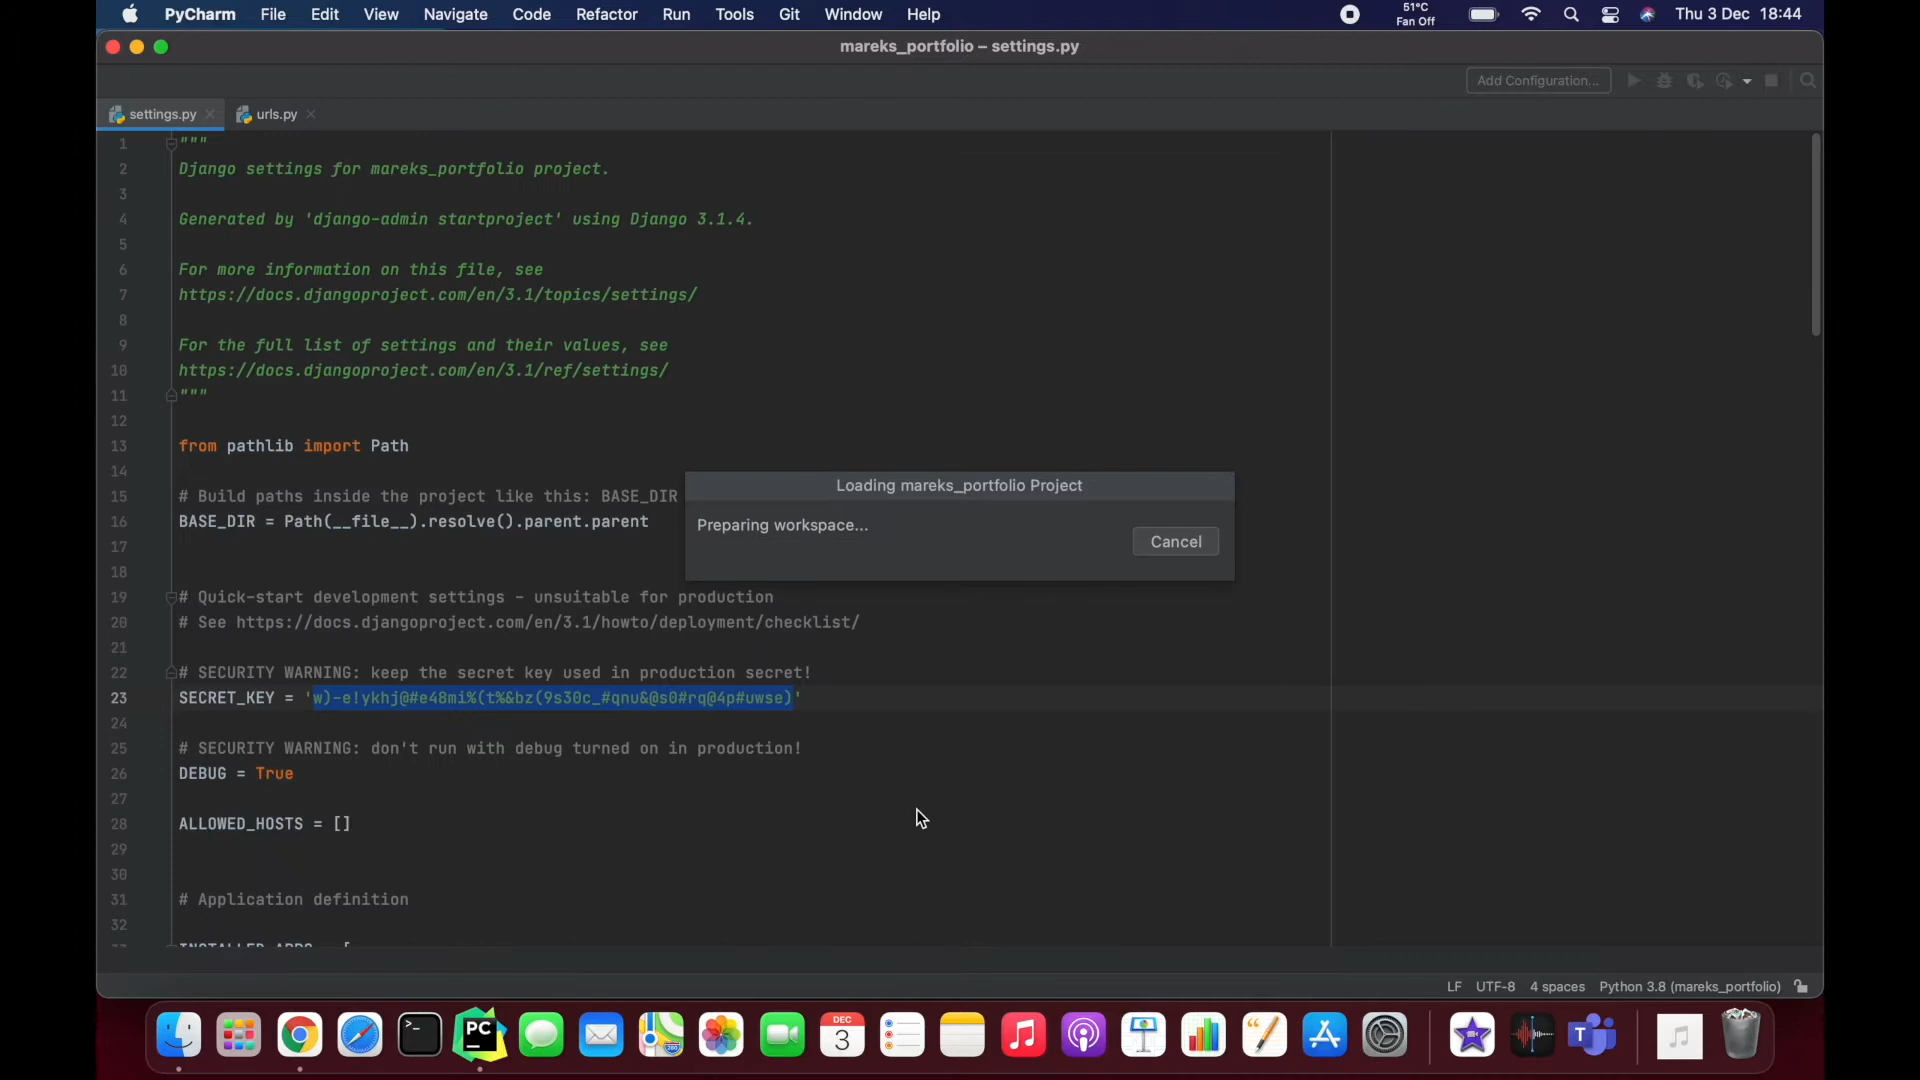 PyCharm File Edit View Navigate Code Refactor Run Tools Git Window Help 51°C Fan Off Thu 3 Dec 18:44
mareks_portfolio – settings.py
Add Configuration...
settings.py urls.py
1 """
2 Django settings for mareks_portfolio project.
3
4 Generated by 'django-admin startproject' using Django 3.1.4.
5
6 For more information on this file, see
7 https://docs.djangoproject.com/en/3.1/topics/settings/
8
9 For the full list of settings and their values, see
10 https://docs.djangoproject.com/en/3.1/ref/settings/
11 """
12
13 from pathlib import Path
14
15 # Build paths inside the project like this: BASE_DIR
16 BASE_DIR = Path(__file__).resolve().parent.parent
17
18
19 # Quick-start development settings - unsuitable for production
20 # See https://docs.djangoproject.com/en/3.1/howto/deployment/checklist/
21
22 # SECURITY WARNING: keep the secret key used in production secret!
23 SECRET_KEY = 'w)-e!ykhj@#e48mi%(t%&bz(9s30c_#qnu&@s0#rq@4p#uwse)'
24
25 # SECURITY WARNING: don't run with debug turned on in production!
26 DEBUG = True
27
28 ALLOWED_HOSTS = []
29
30
31 # Application definition
32
Loading mareks_portfolio Project
Preparing workspace...
Cancel
LF UTF-8 4 spaces Python 3.8 (mareks_portfolio)
PC
280
DEC
3
T